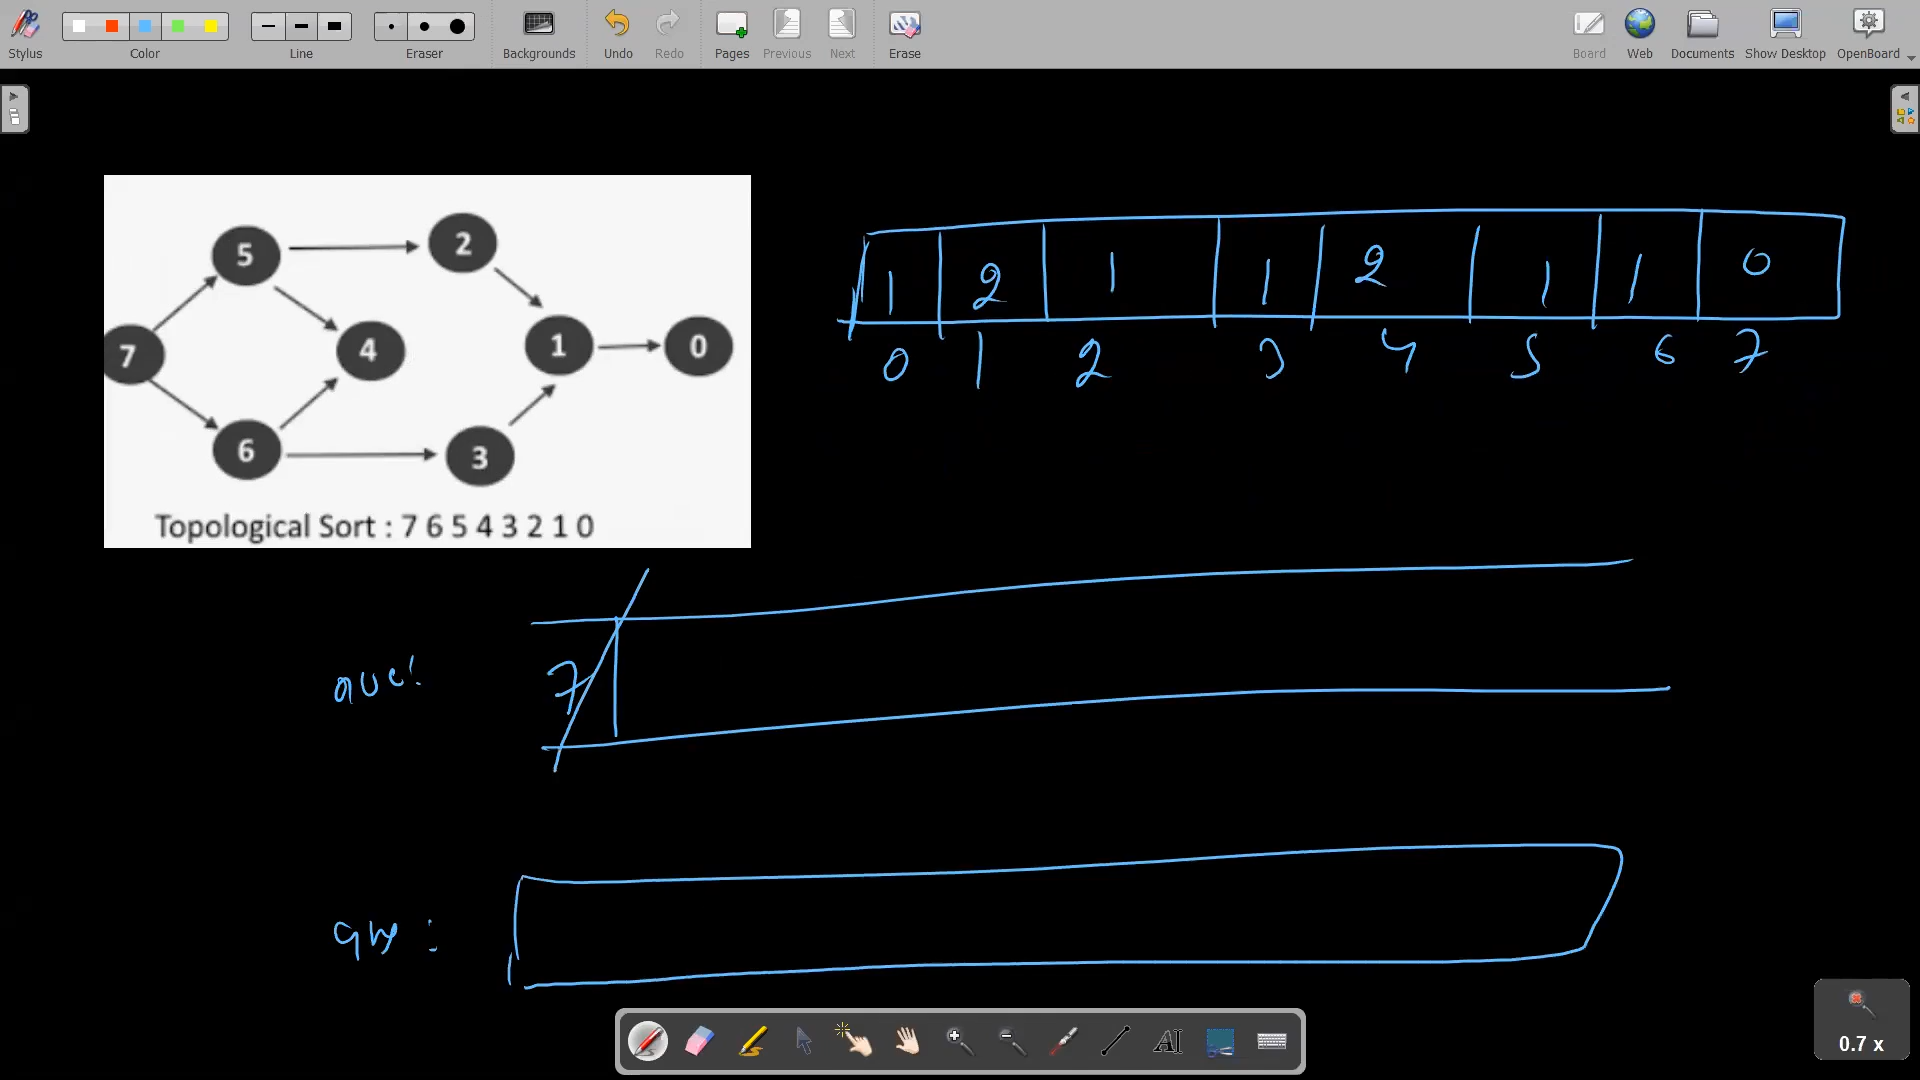 Stylus Color Line Eraser Backgrounds Undo Redo Pages Previous Next Erase Board Web Documents Show Desktop OpenBoard
5 2
7 4 1 0
6 3
Topological Sort : 7 6 5 4 3 2 1 0
1 2 1 1 2 1 1 0
0 1 2 3 4 5 6 7
7
0.7 x